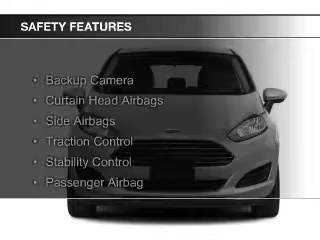 SAFETY FEATURES
• Backup Camera
• Curtain Head Airbags
• Side Airbags
• Traction Control
• Stability Control
• Passenger Airbag